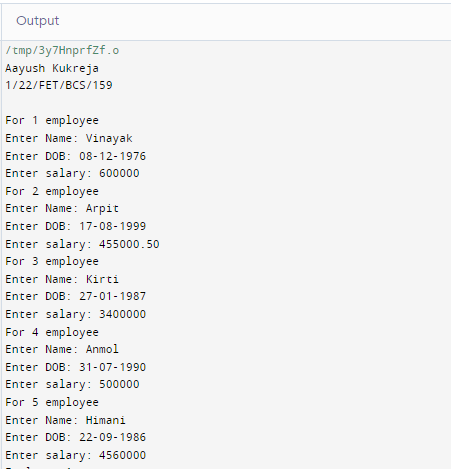 Output
/tmp/3y7HnprfZf.o
Aayush Kukreja
1/22/FET/BCS/159
For 1 employee
Enter Name: Vinayak
Enter DOB: 08-12-1976
Enter salary: 600000
For 2 employee
Enter Name: Arpit
Enter DOB: 17-08-1999
Enter salary: 455000.50
For 3 employee
Enter Name: Kirti
Enter DOB: 27-01-1987
Enter salary: 3400000
For 4 employee
Enter Name: Anmol
Enter DOB: 31-07-1990
Enter salary: 500000
For 5 employee
Enter Name: Himani
Enter DOB: 22-09-1986
Enter salary: 4560000